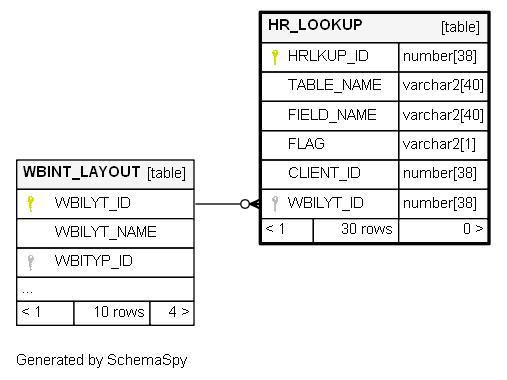 HR_LOOKUP [table]
HRLKUP_ID number[38]
TABLE_NAME varchar2[40]
FIELD_NAME varchar2[40]
FLAG varchar2[1]
CLIENT_ID number[38]
WBILYT_ID number[38]
< 1 30 rows 0 >
WBINT_LAYOUT [table]
WBILYT_ID
WBILYT_NAME
WBITYP_ID
...
< 1 10 rows 4 >
Generated by SchemaSpy